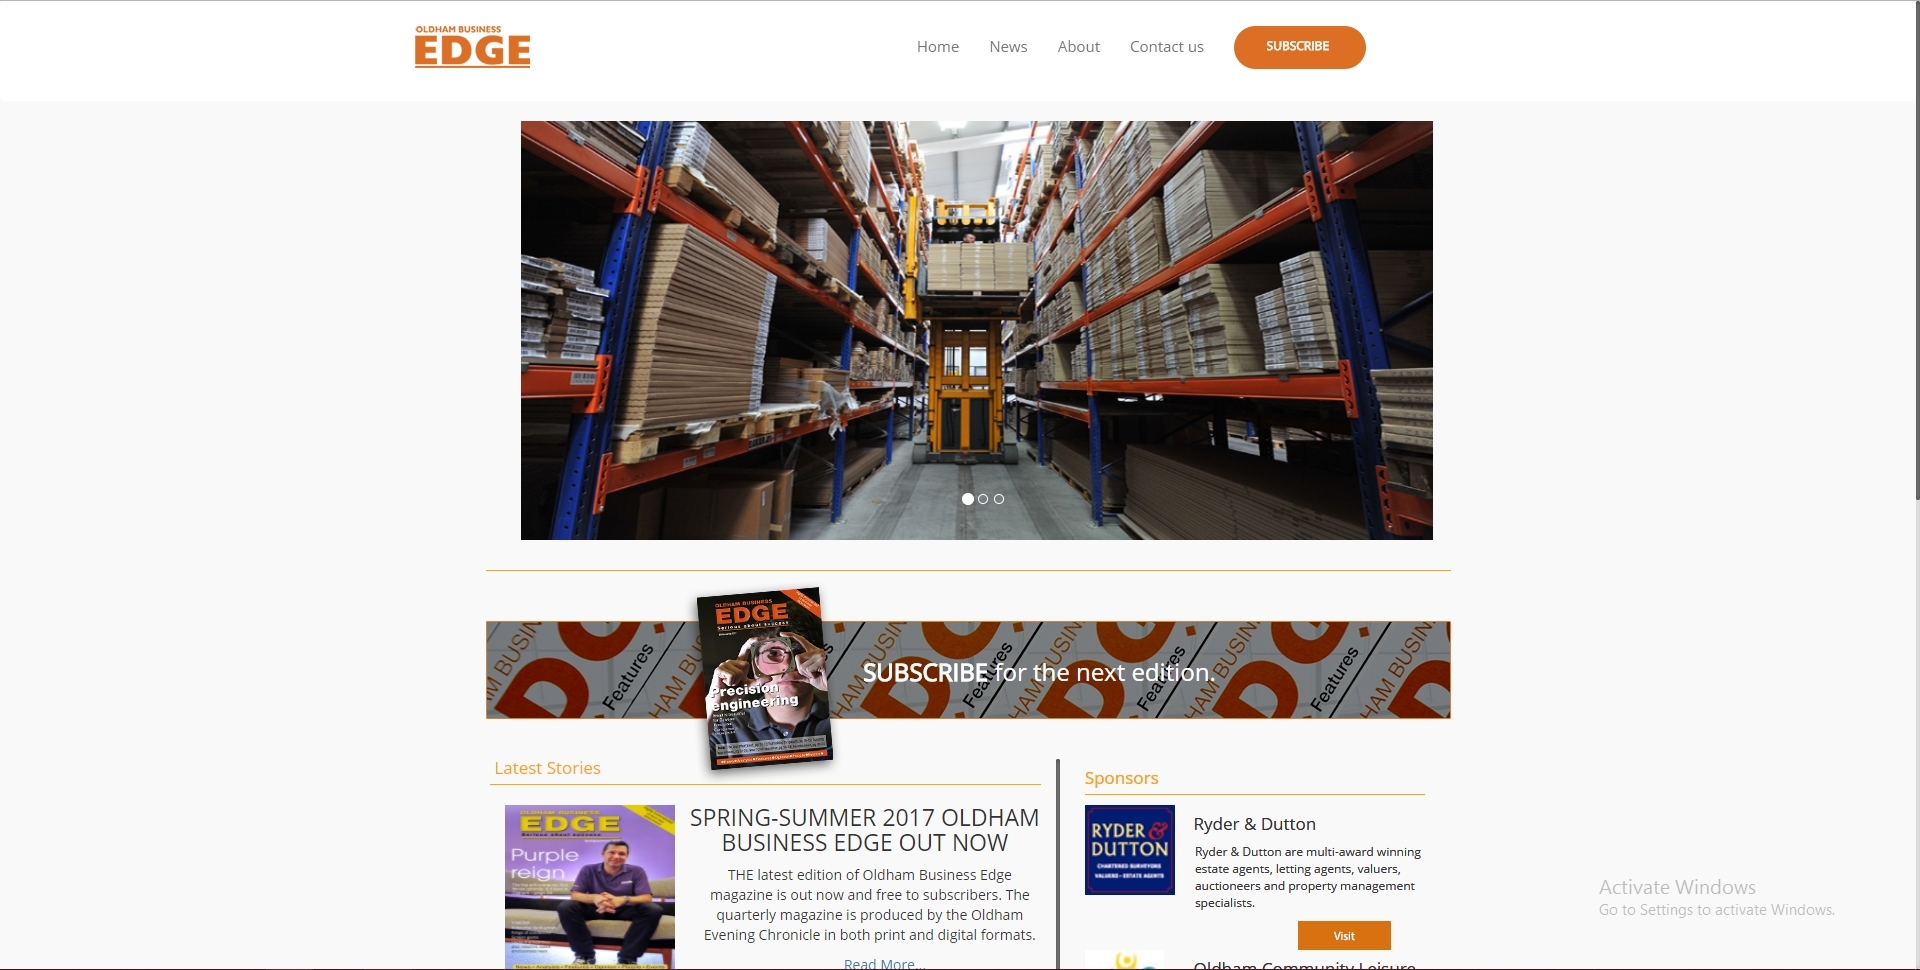 OLDHAM BUSINESS
EDGE
Home
News
About
Contact us
SUBSCRIBE
OLDHAM BUSINESS
EDGE
Serious about success
Precision
engineering
SUBSCRIBE for the next edition.
Features
Features
Features
Features
Latest Stories
OLDHAM BUSINESS
EDGE
Serious about success
Purple
reign
SPRING-SUMMER 2017 OLDHAM
BUSINESS EDGE OUT NOW
THE latest edition of Oldham Business Edge
magazine is out now and free to subscribers. The
quarterly magazine is produced by the Oldham
Evening Chronicle in both print and digital formats.
Read More...
Sponsors
RYDER &
DUTTON
CHARTERED SURVEYORS
VALUERS - ESTATE AGENTS
Ryder & Dutton
Ryder & Dutton are multi-award winning
estate agents, letting agents, valuers,
auctioneers and property management
specialists.
Visit
Oldham Community Leisure
Activate Windows
Go to Settings to activate Windows.